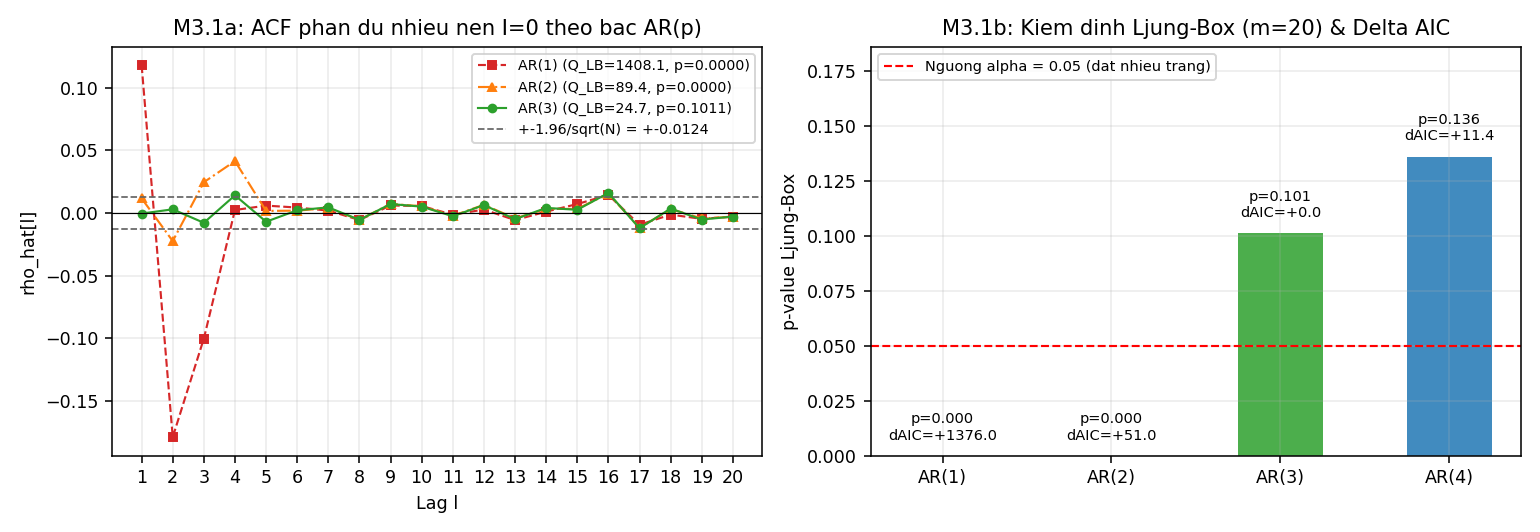 M3.1a: ACF phan du nhieu nen I=0 theo bac AR(p)
AR(1) (Q_LB=1408.1, p=0.0000)
AR(2) (Q_LB=89.4, p=0.0000)
AR(3) (Q_LB=24.7, p=0.1011)
+-1.96/sqrt(N) = +-0.0124
rho_hat[l]
0.10
0.05
0.00
−0.05
−0.10
−0.15
1 2 3 4 5 6 7 8 9 10 11 12 13 14 15 16 17 18 19 20
Lag l
M3.1b: Kiem dinh Ljung-Box (m=20) & Delta AIC
Nguong alpha = 0.05 (dat nhieu trang)
p-value Ljung-Box
0.175
0.150
0.125
0.100
0.075
0.050
0.025
0.000
p=0.000
dAIC=+1376.0
p=0.000
dAIC=+51.0
p=0.101
dAIC=+0.0
p=0.136
dAIC=+11.4
AR(1) AR(2) AR(3) AR(4)